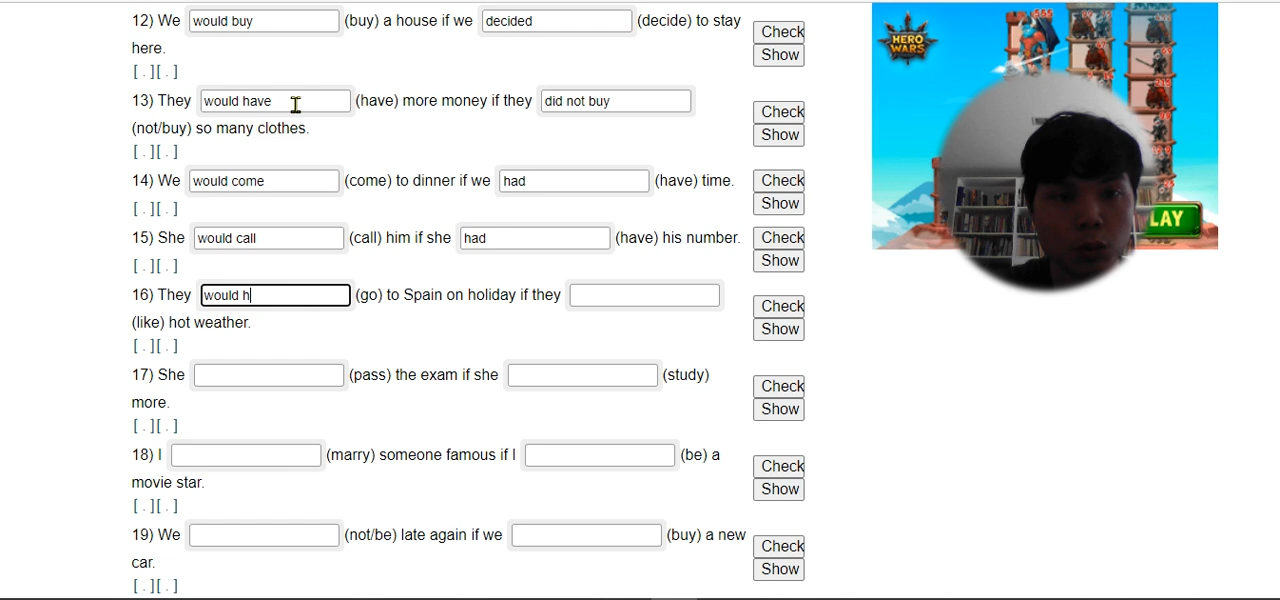 12) We would buy (buy) a house if we decided (decide) to stay
here.
[ . ][ . ]
Check
Show
13) They would have (have) more money if they did not buy
(not/buy) so many clothes.
[ . ][ . ]
Check
Show
14) We would come (come) to dinner if we had (have) time.
[ . ][ . ]
Check
Show
15) She would call (call) him if she had (have) his number.
[ . ][ . ]
Check
Show
16) They would h (go) to Spain on holiday if they
(like) hot weather.
[ . ][ . ]
Check
Show
17) She (pass) the exam if she (study)
more.
[ . ][ . ]
Check
Show
18) I (marry) someone famous if I (be) a
movie star.
[ . ][ . ]
Check
Show
19) We (not/be) late again if we (buy) a new
car.
[ . ][ . ]
Check
Show
HERO
WARS
LAY